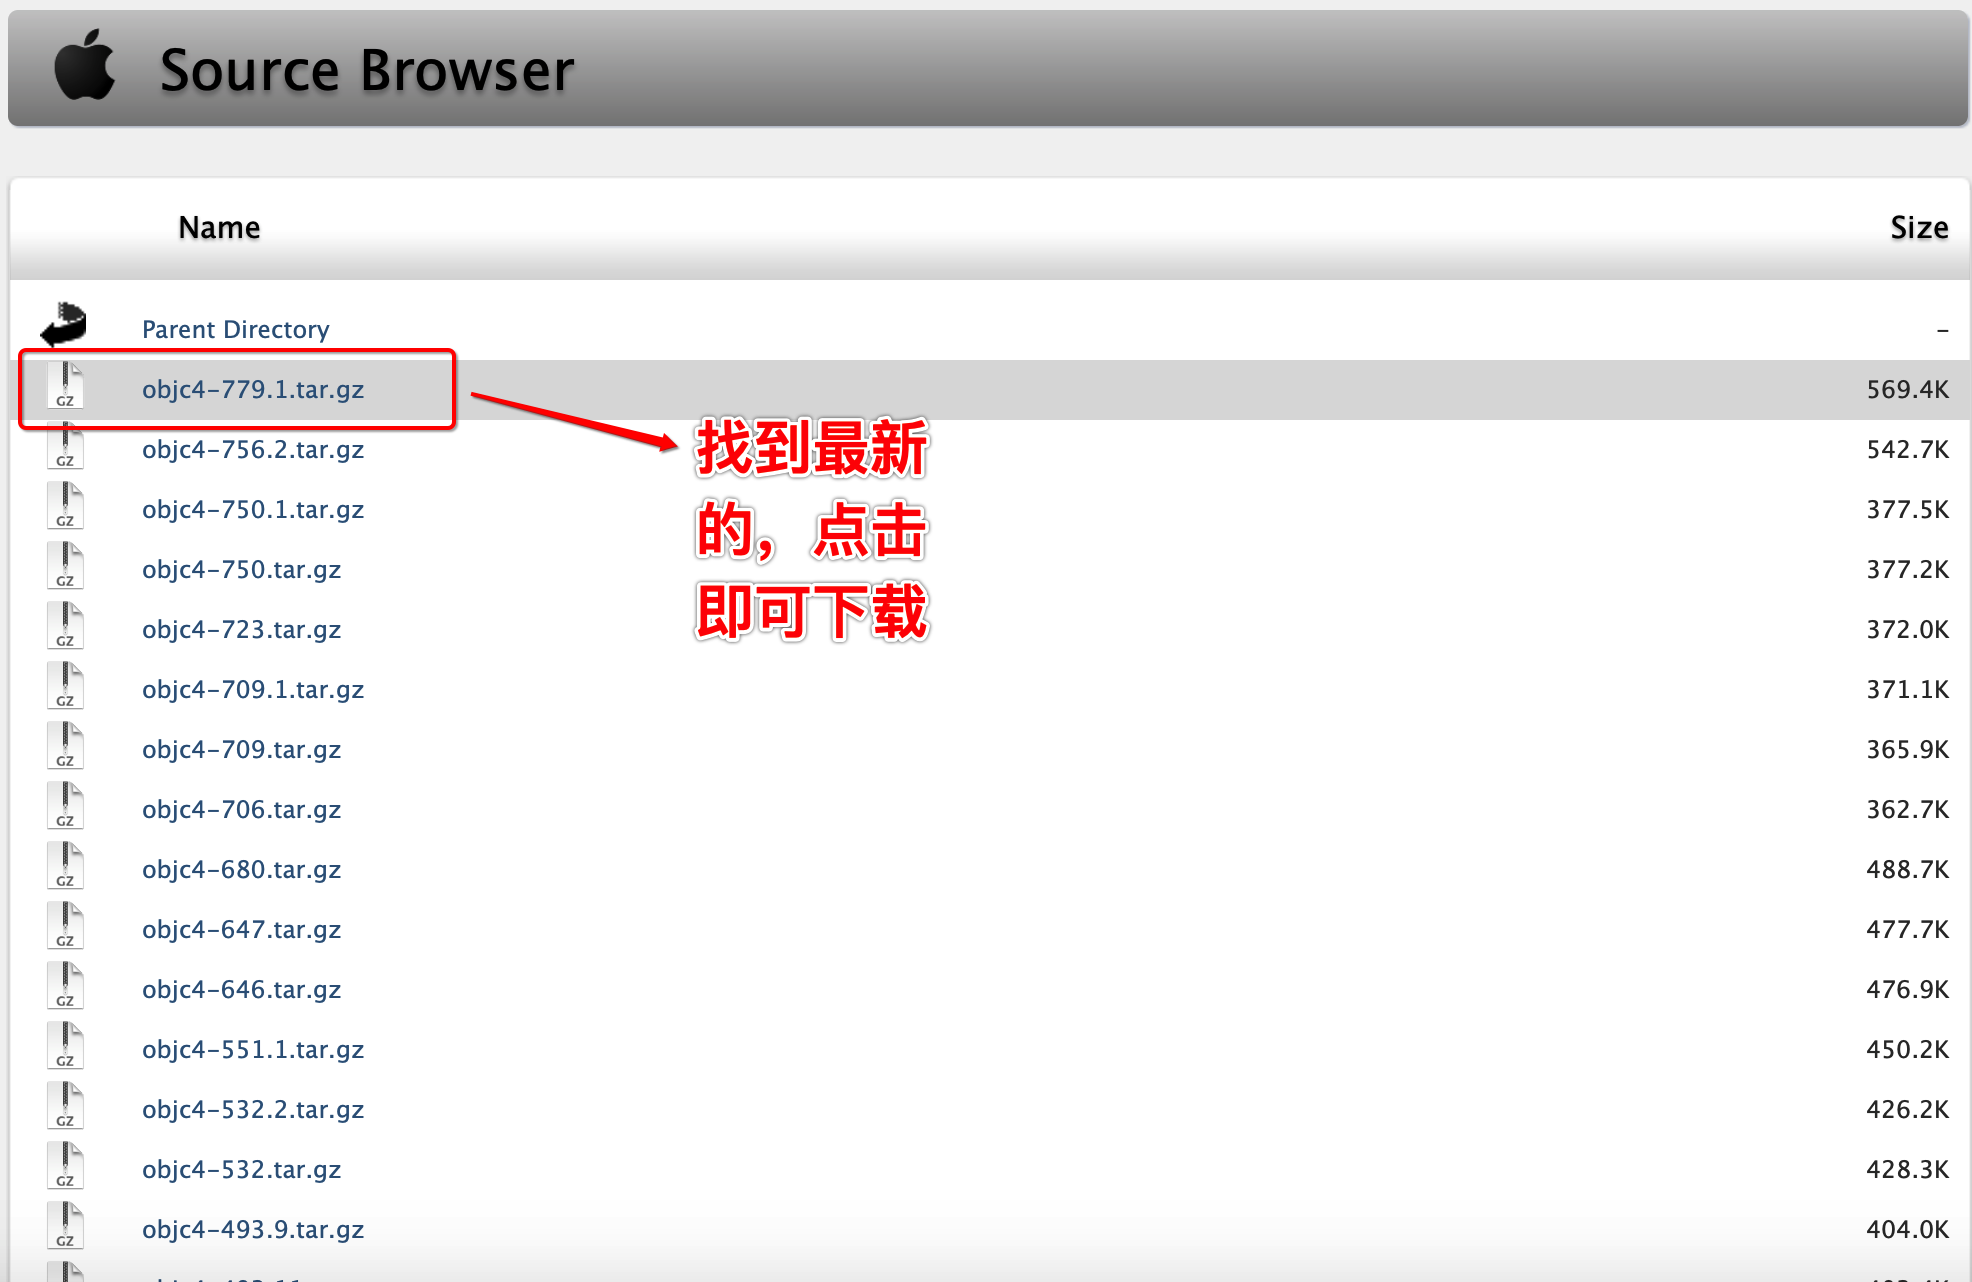 Source Browser
Name Size
Parent Directory –
GZ objc4-779.1.tar.gz 569.4K
GZ objc4-756.2.tar.gz 542.7K
GZ objc4-750.1.tar.gz 377.5K
GZ objc4-750.tar.gz 377.2K
GZ objc4-723.tar.gz 372.0K
GZ objc4-709.1.tar.gz 371.1K
GZ objc4-709.tar.gz 365.9K
GZ objc4-706.tar.gz 362.7K
GZ objc4-680.tar.gz 488.7K
GZ objc4-647.tar.gz 477.7K
GZ objc4-646.tar.gz 476.9K
GZ objc4-551.1.tar.gz 450.2K
GZ objc4-532.2.tar.gz 426.2K
GZ objc4-532.tar.gz 428.3K
GZ objc4-493.9.tar.gz 404.0K
找到最新
的，点击
即可下载